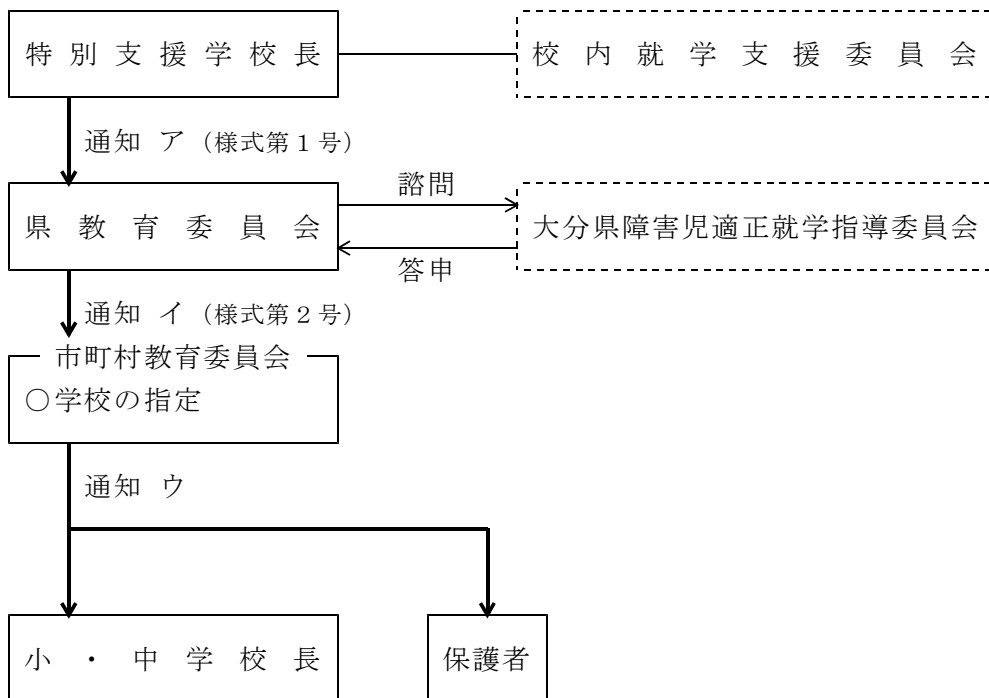 特別支援学校長
校内就学支援委員会
通知 ア（様式第１号）
諮問
県教育委員会
大分県障害児適正就学指導委員会
答申
通知 イ（様式第２号）
市町村教育委員会
○学校の指定
通知 ウ
小・中学校長
保護者